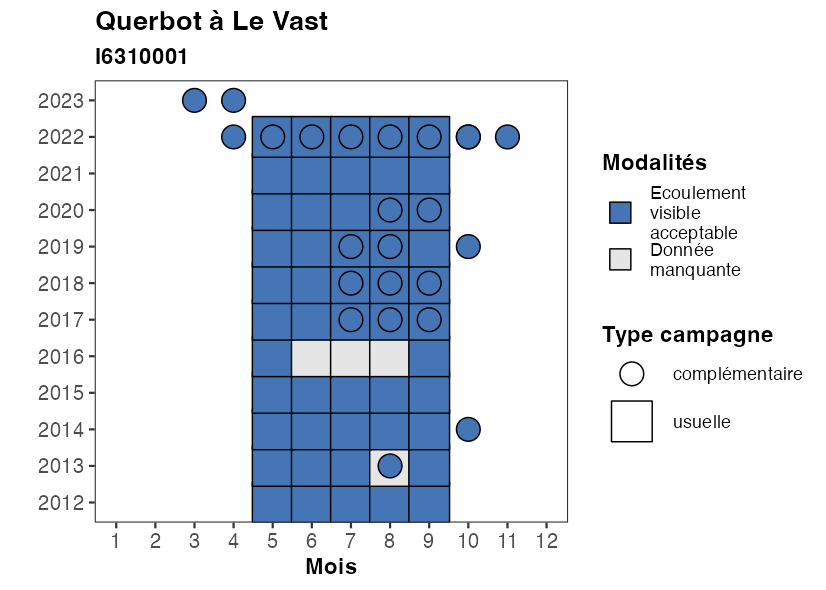 Querbot à Le Vast
I6310001
2023
2022
2021
2020
2019
2018
2017
2016
2015
2014
2013
2012
1 2 3 4 5 6 7 8 9 10 11 12
Mois
Modalités
Ecoulement
visible
acceptable
Donnée
manquante
Type campagne
complémentaire
usuelle